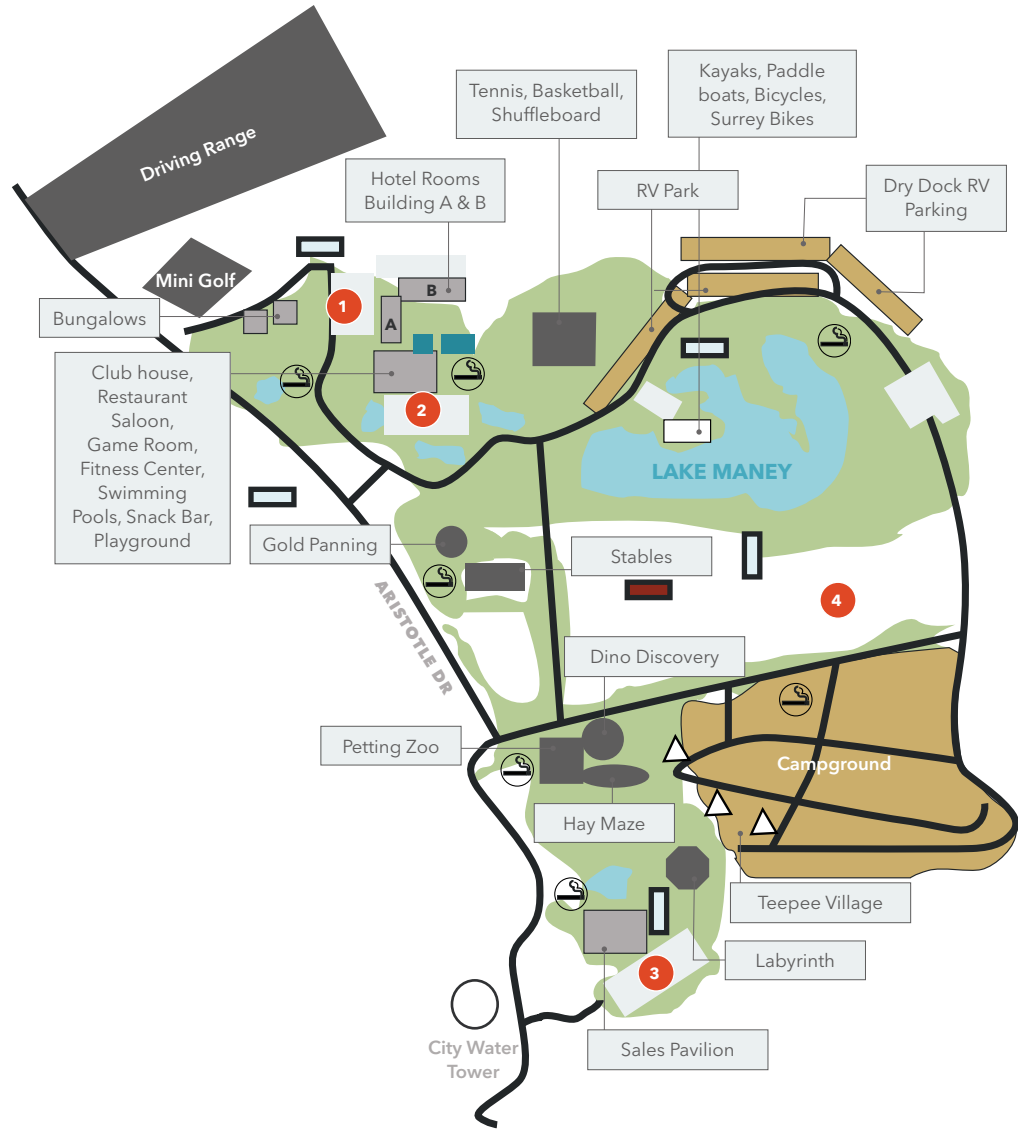 Driving Range
Mini Golf
Tennis, Basketball,
Shuffleboard
Kayaks, Paddle
boats, Bicycles,
Surrey Bikes
Hotel Rooms
Building A & B
RV Park
Dry Dock RV
Parking
Bungalows
1
B
A
Club house,
Restaurant
Saloon,
Game Room,
Fitness Center,
Swimming
Pools, Snack Bar,
Playground
2
LAKE MANEY
Gold Panning
Stables
ARISTOTLE DR
4
Dino Discovery
Petting Zoo
Campground
Hay Maze
Teepee Village
Labyrinth
3
City Water
Tower
Sales Pavilion